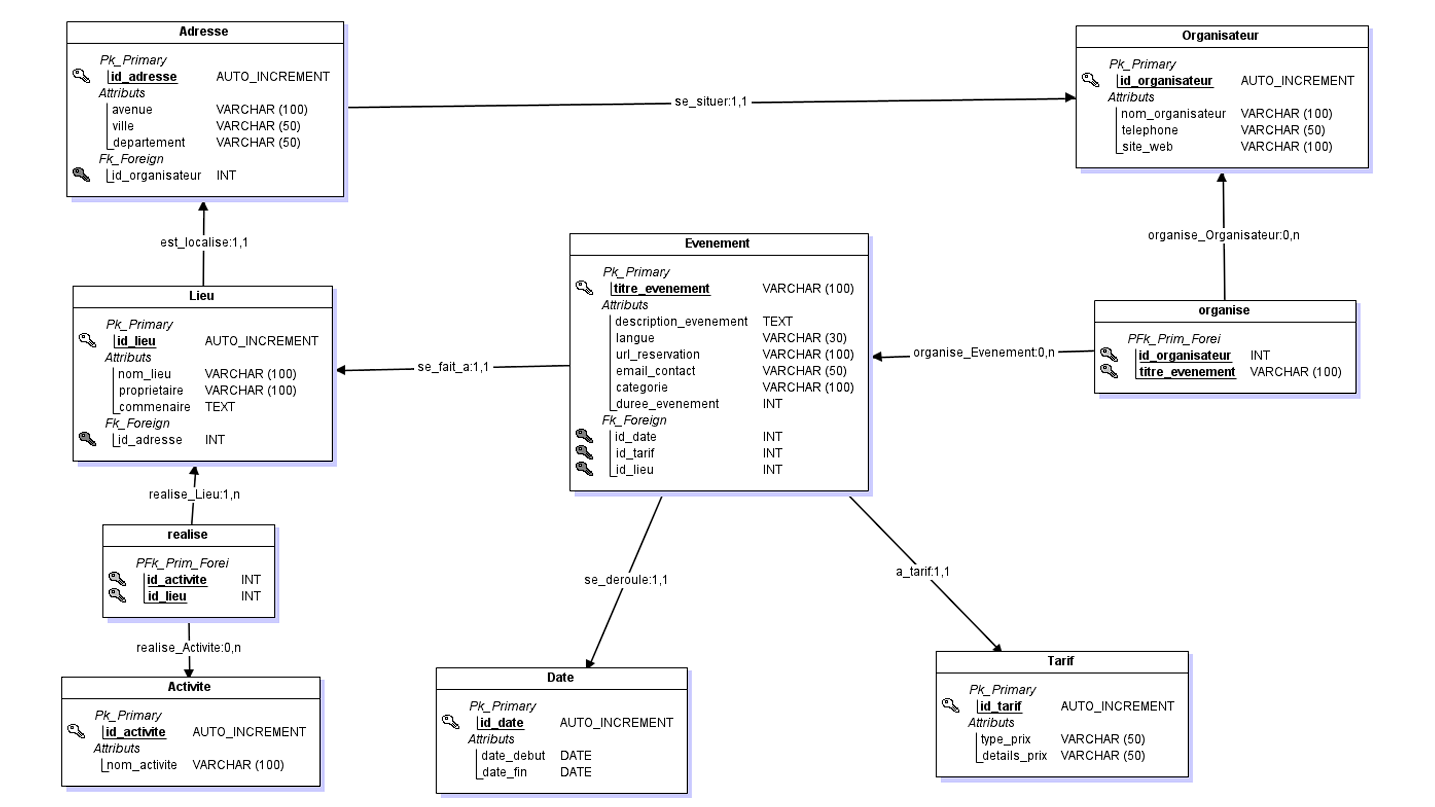 Adresse
Pk_Primary
id_adresse AUTO_INCREMENT
Attributs
avenue VARCHAR (100)
ville VARCHAR (50)
departement VARCHAR (50)
Fk_Foreign
id_organisateur INT
se_situer:1,1
Organisateur
Pk_Primary
id_organisateur AUTO_INCREMENT
Attributs
nom_organisateur VARCHAR (100)
telephone VARCHAR (50)
site_web VARCHAR (100)
est_localise:1,1
organise_Organisateur:0,n
Lieu
Pk_Primary
id_lieu AUTO_INCREMENT
Attributs
nom_lieu VARCHAR (100)
proprietaire VARCHAR (100)
commenaire TEXT
Fk_Foreign
id_adresse INT
se_fait_a:1,1
Evenement
Pk_Primary
titre_evenement VARCHAR (100)
Attributs
description_evenement TEXT
langue VARCHAR (30)
url_reservation VARCHAR (100)
email_contact VARCHAR (50)
categorie VARCHAR (100)
duree_evenement INT
Fk_Foreign
id_date INT
id_tarif INT
id_lieu INT
organise_Evenement:0,n
organise
PFk_Prim_Forei
id_organisateur INT
titre_evenement VARCHAR (100)
realise_Lieu:1,n
realise
PFk_Prim_Forei
id_activite INT
id_lieu INT
se_deroule:1,1
a_tarif:1,1
realise_Activite:0,n
Activite
Pk_Primary
id_activite AUTO_INCREMENT
Attributs
nom_activite VARCHAR (100)
Date
Pk_Primary
id_date AUTO_INCREMENT
Attributs
date_debut DATE
date_fin DATE
Tarif
Pk_Primary
id_tarif AUTO_INCREMENT
Attributs
type_prix VARCHAR (50)
details_prix VARCHAR (50)